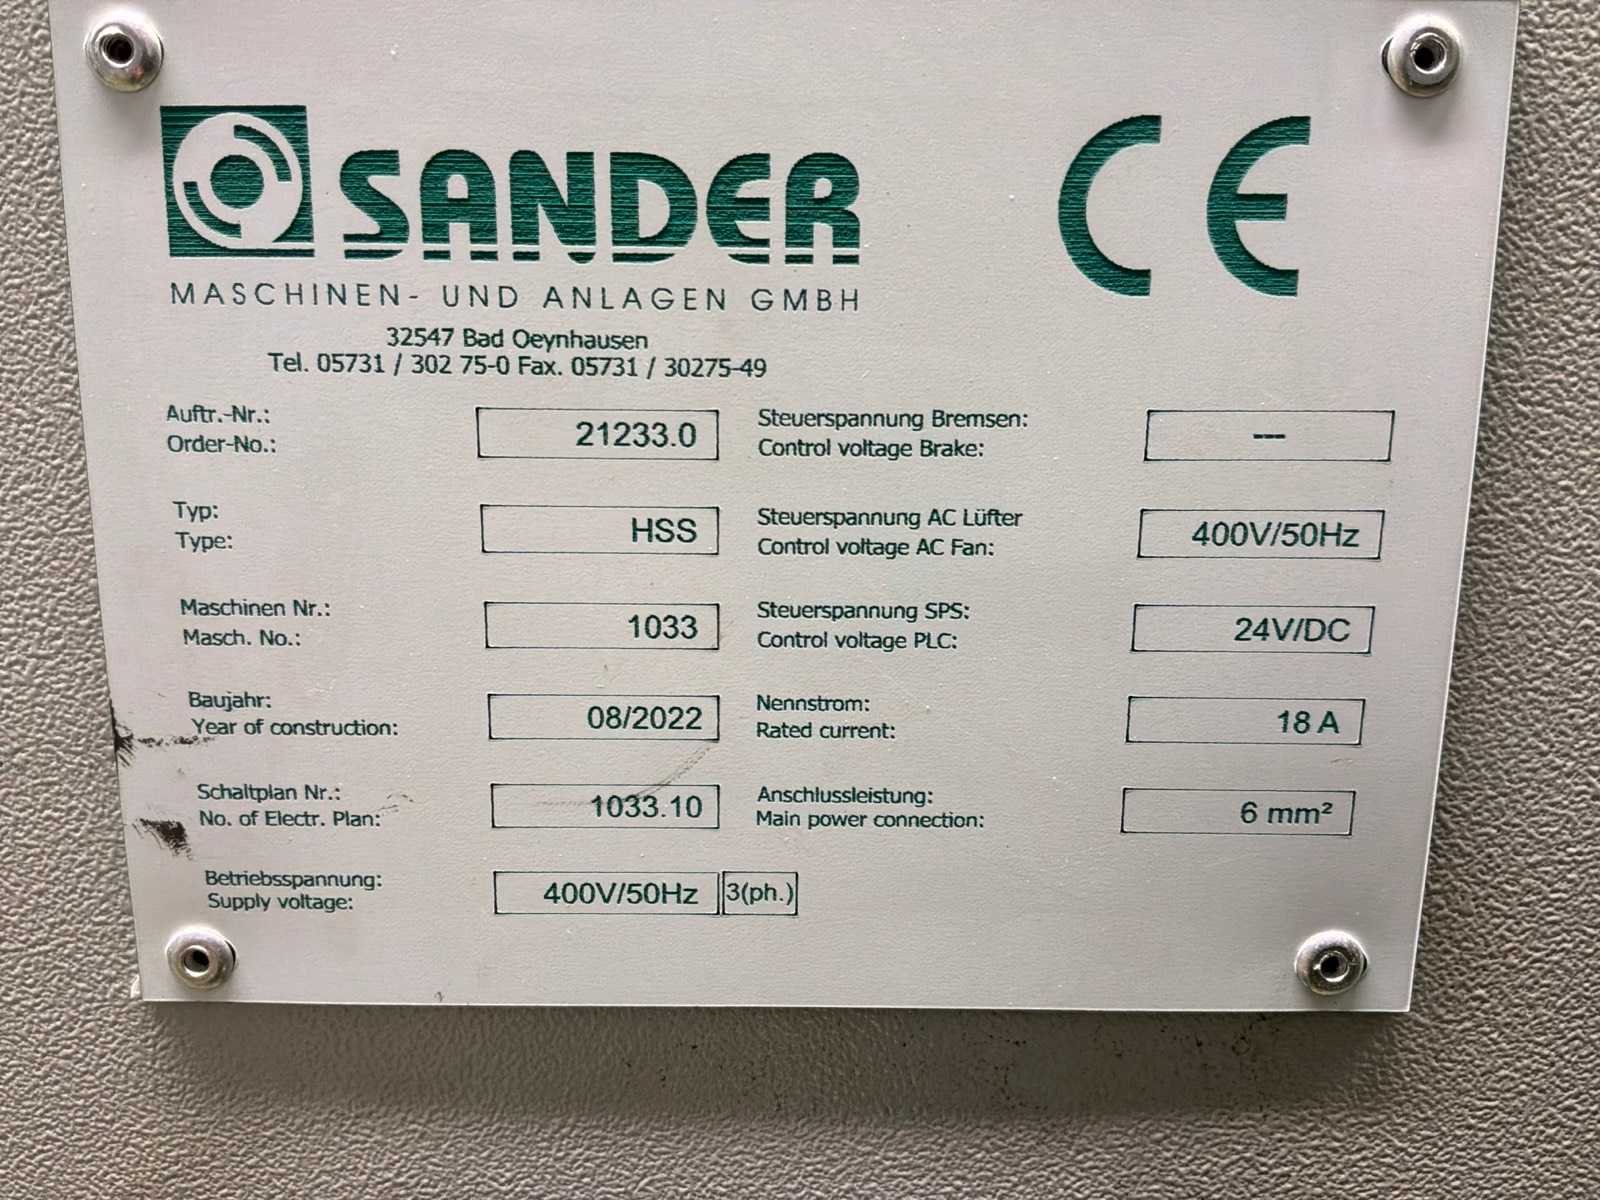 SANDER
CE
MASCHINEN- UND ANLAGEN GMBH
32547 Bad Oeynhausen
Tel. 05731 / 302 75-0 Fax. 05731 / 30275-49
Auftr.-Nr.:
Order-No.:
21233.0
Steuerspannung Bremsen:
Control voltage Brake:
---
Typ:
Type:
HSS
Steuerspannung AC Lüfter
Control voltage AC Fan:
400V/50Hz
Maschinen Nr.:
Masch. No.:
1033
Steuerspannung SPS:
Control voltage PLC:
24V/DC
Baujahr:
Year of construction:
08/2022
Nennstrom:
Rated current:
18 A
Schaltplan Nr.:
No. of Electr. Plan:
1033.10
Anschlussleistung:
Main power connection:
6 mm²
Betriebsspannung:
Supply voltage:
400V/50Hz 3(ph.)